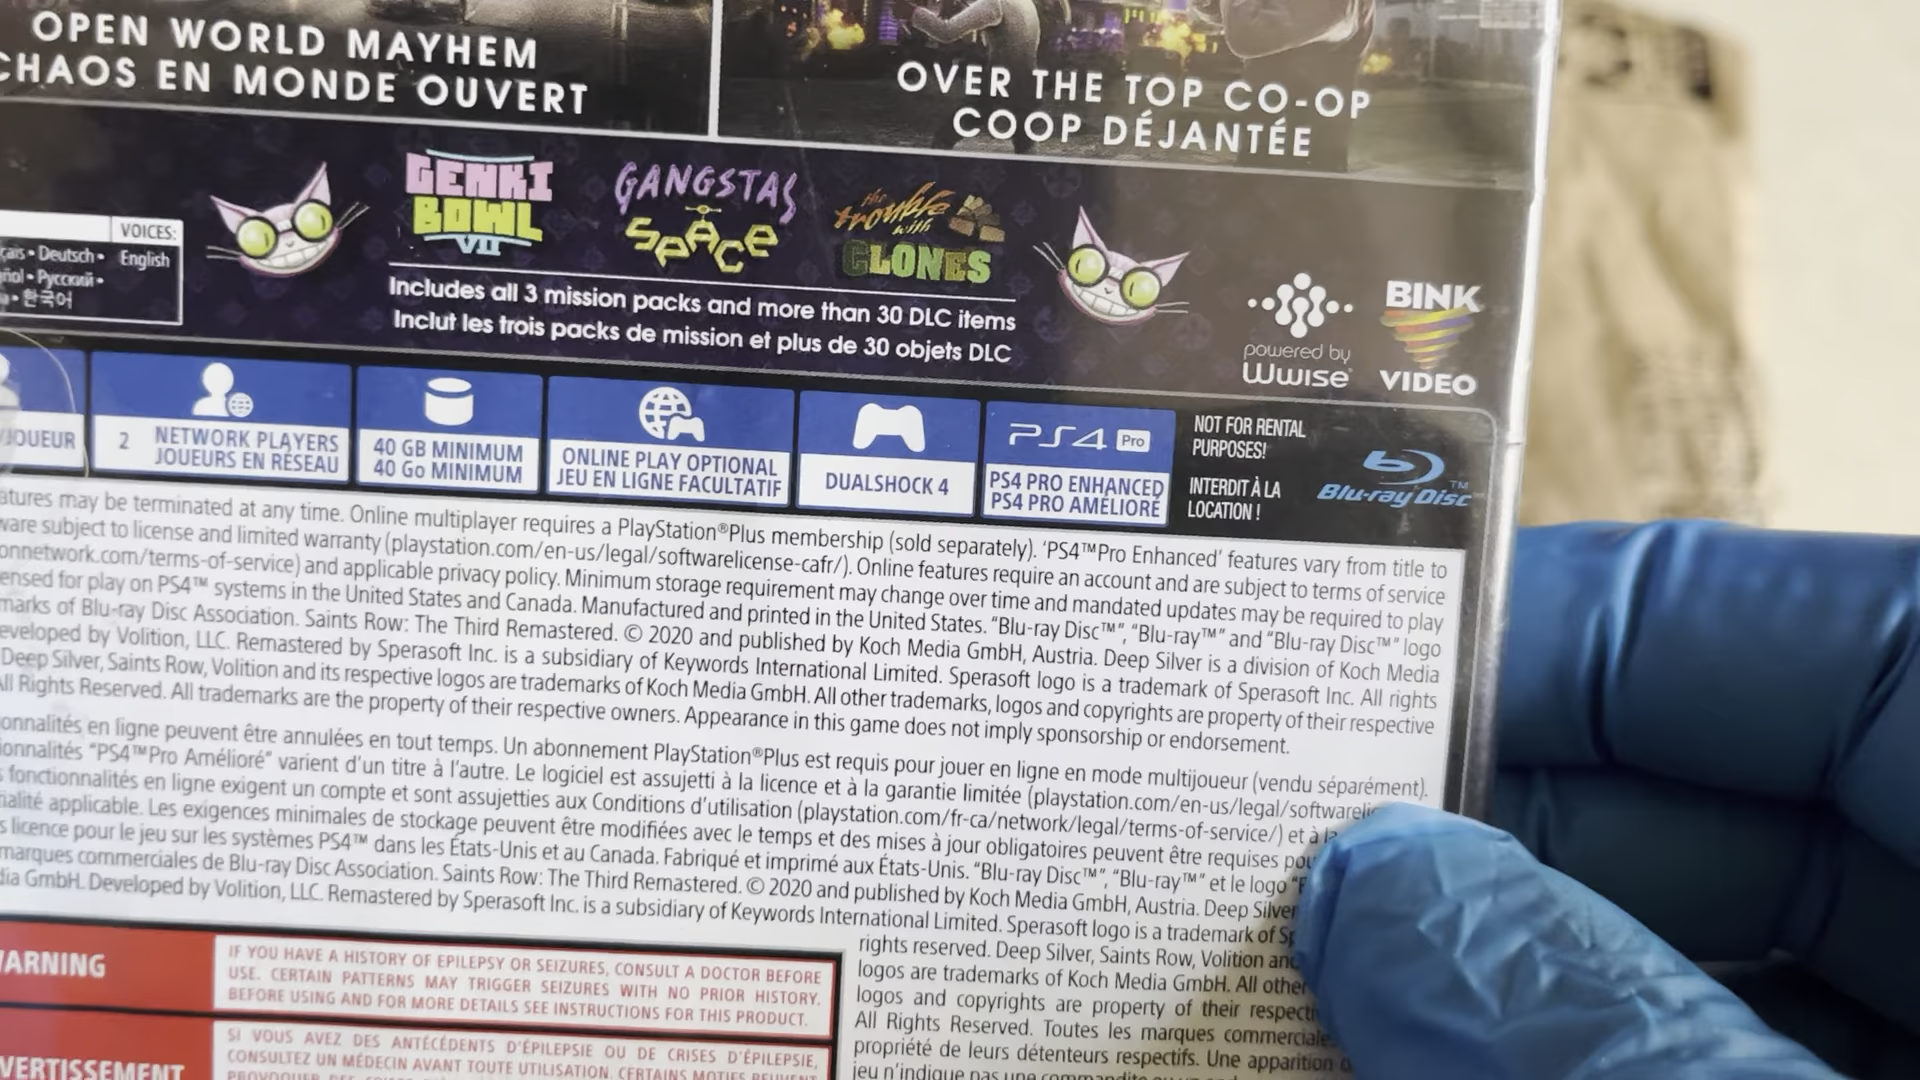 OPEN WORLD MAYHEM
CHAOS EN MONDE OUVERT
OVER THE TOP CO-OP
COOP DÉJANTÉE
GENKI
BOWL
VII
GANGSTAS
SPACE
the
trouble
with
CLONES
VOICES:
Deutsch • English
Русский •
한국어
Includes all 3 mission packs and more than 30 DLC items
Inclut les trois packs de mission et plus de 30 objets DLC
powered by
Wwise
BINK
VIDEO
JOUEUR
2 NETWORK PLAYERS
JOUEURS EN RÉSEAU
40 GB MINIMUM
40 Go MINIMUM
ONLINE PLAY OPTIONAL
JEU EN LIGNE FACULTATIF
DUALSHOCK 4
PS4 Pro
PS4 PRO ENHANCED
PS4 PRO AMÉLIORÉ
NOT FOR RENTAL
PURPOSES!
INTERDIT À LA
LOCATION !
Blu-ray Disc™
may be terminated at any time. Online multiplayer requires a PlayStation®Plus membership (sold separately). ‘PS4™Pro Enhanced’ features vary from title to
subject to license and limited warranty (playstation.com/en-us/legal/softwarelicense-cafr/). Online features require an account and are subject to terms of service
onnetwork.com/terms-of-service) and applicable privacy policy. Minimum storage requirement may change over time and mandated updates may be required to play
ensed for play on PS4™ systems in the United States and Canada. Manufactured and printed in the United States. “Blu-ray Disc™”, “Blu-ray™” and “Blu-ray Disc™” logo
marks of Blu-ray Disc Association. Saints Row: The Third Remastered. © 2020 and published by Koch Media GmbH, Austria. Deep Silver is a division of Koch Media
eveloped by Volition, LLC. Remastered by Sperasoft Inc. is a subsidiary of Keywords International Limited. Sperasoft logo is a trademark of Sperasoft Inc. All rights
Deep Silver, Saints Row, Volition and its respective logos are trademarks of Koch Media GmbH. All other trademarks, logos and copyrights are property of their respective
All Rights Reserved. All trademarks are the property of their respective owners. Appearance in this game does not imply sponsorship or endorsement.
onnalités en ligne peuvent être annulées en tout temps. Un abonnement PlayStation®Plus est requis pour jouer en ligne en mode multijoueur (vendu séparément).
ionnalités “PS4™Pro Amélioré” varient d’un titre à l’autre. Le logiciel est assujetti à la licence et à la garantie limitée (playstation.com/en-us/legal/softwareli
fonctionnalités en ligne exigent un compte et sont assujetties aux Conditions d’utilisation (playstation.com/fr-ca/network/legal/terms-of-service/) et à la
ialité applicable. Les exigences minimales de stockage peuvent être modifiées avec le temps et des mises à jour obligatoires peuvent être requises pou
licence pour le jeu sur les systèmes PS4™ dans les États-Unis et au Canada. Fabriqué et imprimé aux États-Unis. “Blu-ray Disc™”, “Blu-ray™” et le logo
marques commerciales de Blu-ray Disc Association. Saints Row: The Third Remastered. © 2020 and published by Koch Media GmbH, Austria. Deep Silver
dia GmbH. Developed by Volition, LLC. Remastered by Sperasoft Inc. is a subsidiary of Keywords International Limited. Sperasoft logo is a trademark of Sp
rights reserved. Deep Silver, Saints Row, Volition and
logos are trademarks of Koch Media GmbH. All other
logos and copyrights are property of their respecti
All Rights Reserved. Toutes les marques commerciale
propriété de leurs détenteurs respectifs. Une apparition
jeu n’indique pas une
WARNING
IF YOU HAVE A HISTORY OF EPILEPSY OR SEIZURES, CONSULT A DOCTOR BEFORE
USE. CERTAIN PATTERNS MAY TRIGGER SEIZURES WITH NO PRIOR HISTORY.
BEFORE USING AND FOR MORE DETAILS SEE INSTRUCTIONS FOR THIS PRODUCT.
AVERTISSEMENT
SI VOUS AVEZ DES ANTÉCÉDENTS D’ÉPILEPSIE OU DE CRISES D’ÉPILEPSIE,
CONSULTEZ UN MÉDECIN AVANT TOUTE UTILISATION. CERTAINS MOTIFS PEUVENT